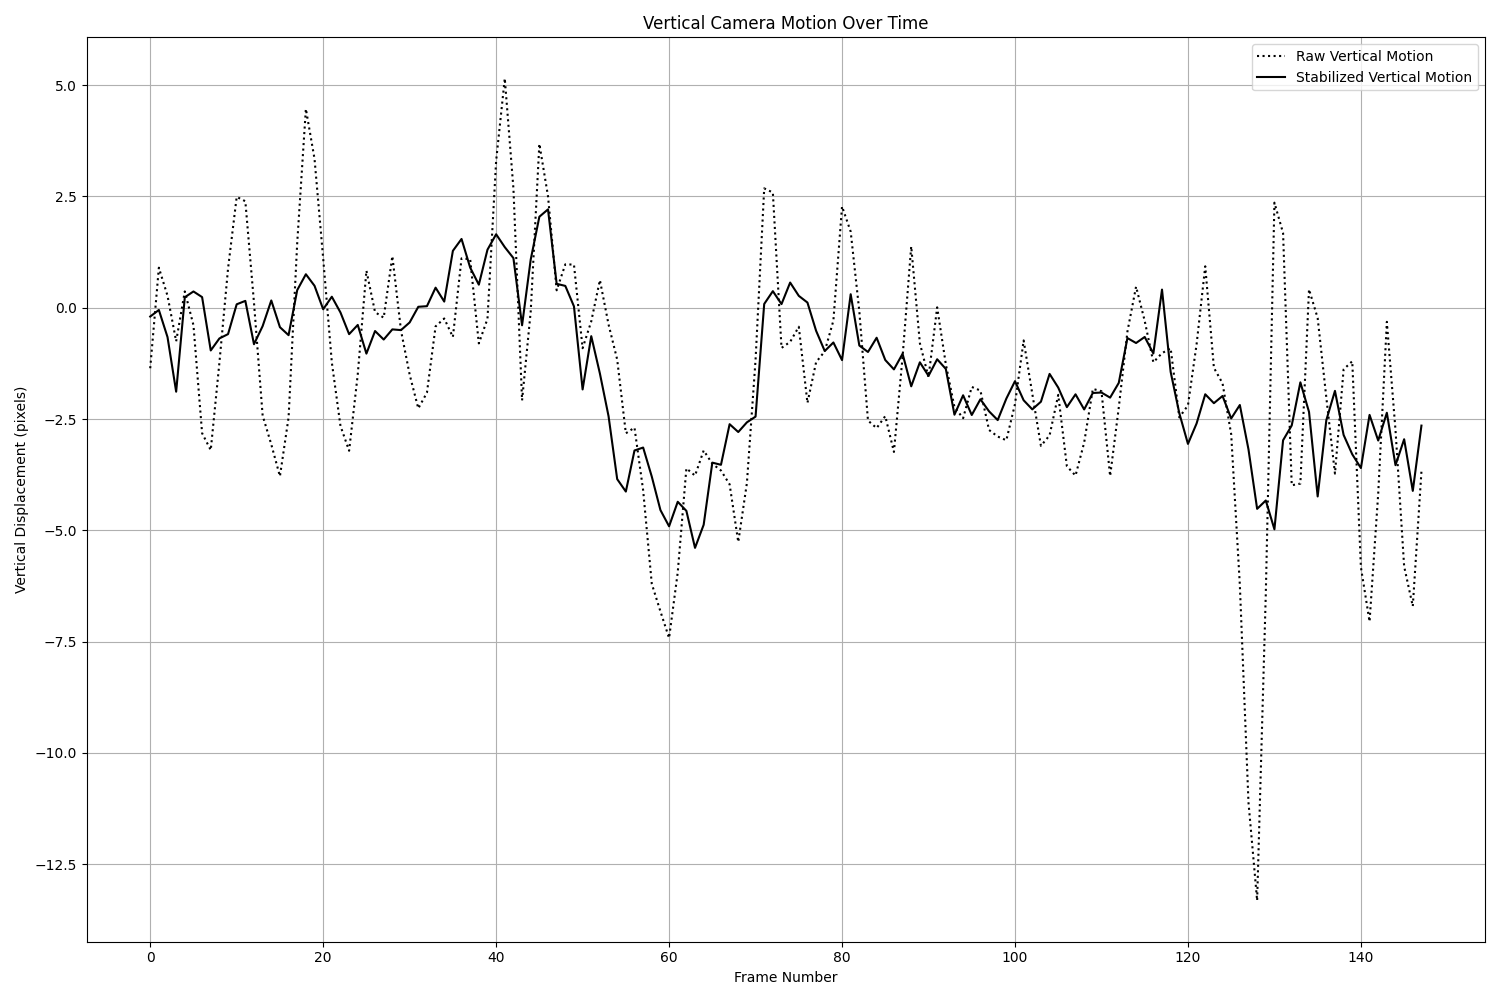 Vertical Camera Motion Over Time
Raw Vertical Motion
Stabilized Vertical Motion
Vertical Displacement (pixels)
5.0
2.5
0.0
−2.5
−5.0
−7.5
−10.0
−12.5
0 20 40 60 80 100 120 140
Frame Number